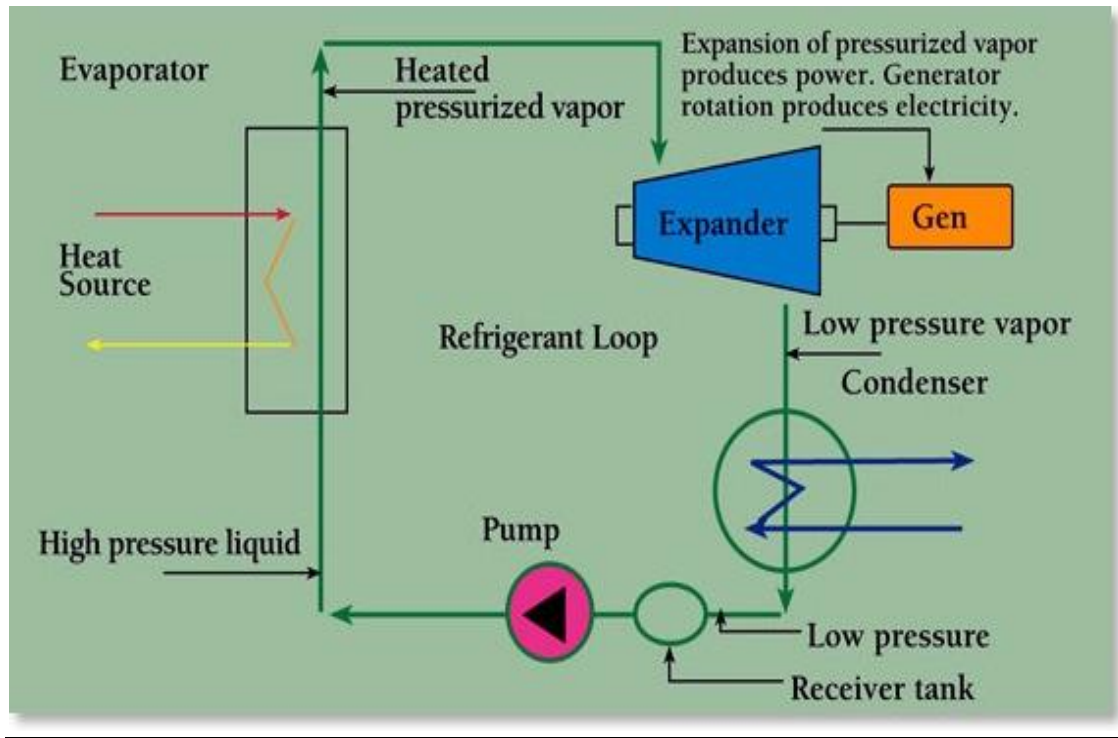 Evaporator
Heated
pressurized vapor
Expansion of pressurized vapor
produces power. Generator
rotation produces electricity.
Expander
Gen
Heat
Source
Refrigerant Loop
Low pressure vapor
Condenser
High pressure liquid
Pump
Low pressure
Receiver tank